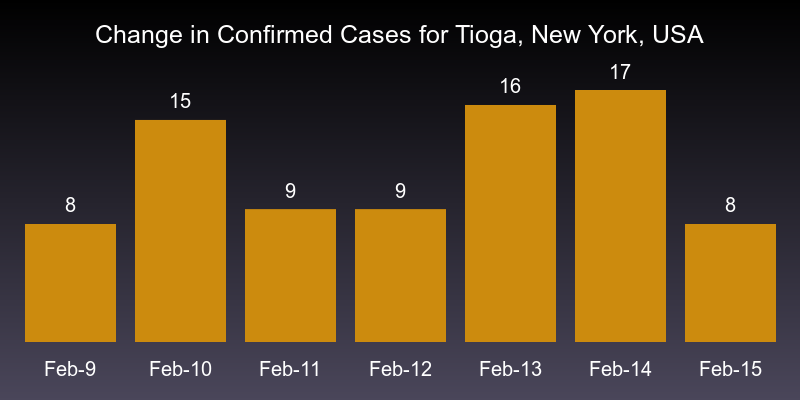 Change in Confirmed Cases for Tioga, New York, USA
8 15 9 9 16 17 8
Feb-9 Feb-10 Feb-11 Feb-12 Feb-13 Feb-14 Feb-15